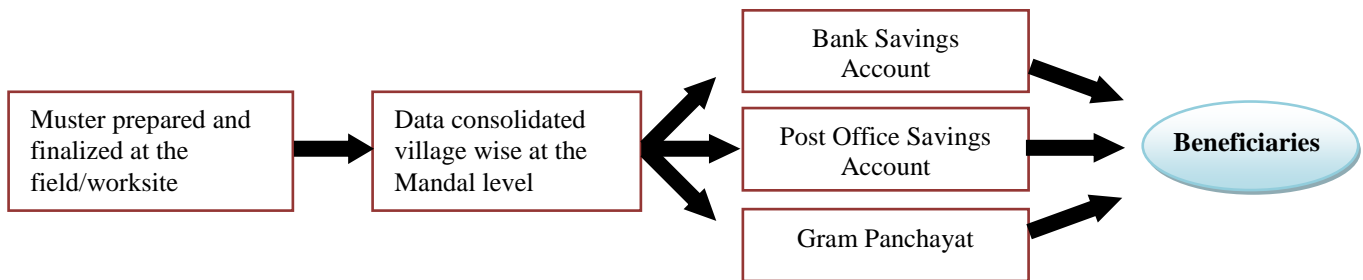 Muster prepared and
finalized at the
field/worksite
Data consolidated
village wise at the
Mandal level
Bank Savings
Account
Post Office Savings
Account
Gram Panchayat
Beneficiaries